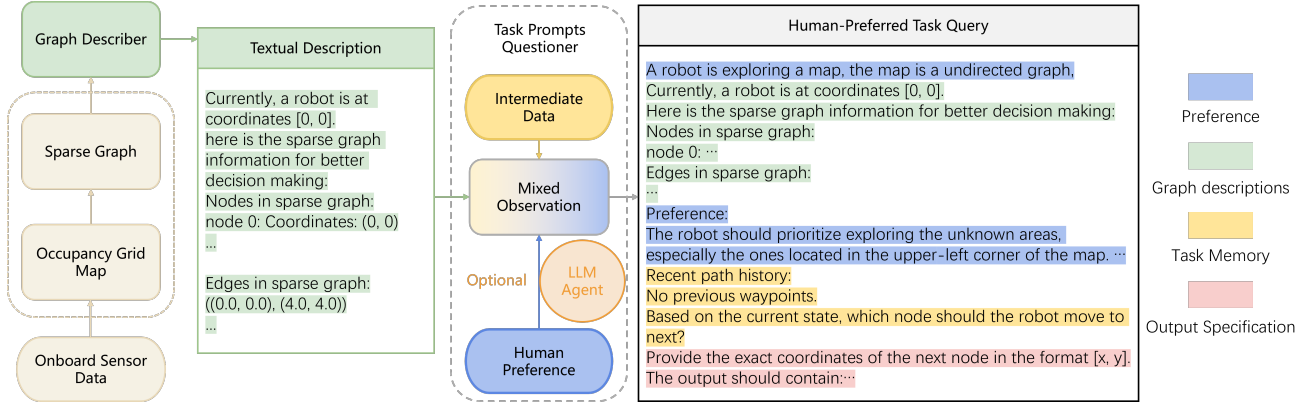 Graph Describer
Sparse Graph
Occupancy Grid
Map
Onboard Sensor
Data
Textual Description
Currently, a robot is at
coordinates [0, 0].
here is the sparse graph
information for better
decision making:
Nodes in sparse graph:
node 0: Coordinates: (0, 0)
...
Edges in sparse graph:
((0.0, 0.0), (4.0, 4.0))
...
Task Prompts
Questioner
Intermediate
Data
Mixed
Observation
Optional
LLM
Agent
Human
Preference
Human-Preferred Task Query
A robot is exploring a map, the map is a undirected graph,
Currently, a robot is at coordinates [0, 0].
Here is the sparse graph information for better decision making:
Nodes in sparse graph:
node 0: ···
Edges in sparse graph:
···
Preference:
The robot should prioritize exploring the unknown areas,
especially the ones located in the upper-left corner of the map. ···
Recent path history:
No previous waypoints.
Based on the current state, which node should the robot move to
next?
Provide the exact coordinates of the next node in the format [x, y].
The output should contain:···
Preference
Graph descriptions
Task Memory
Output Specification